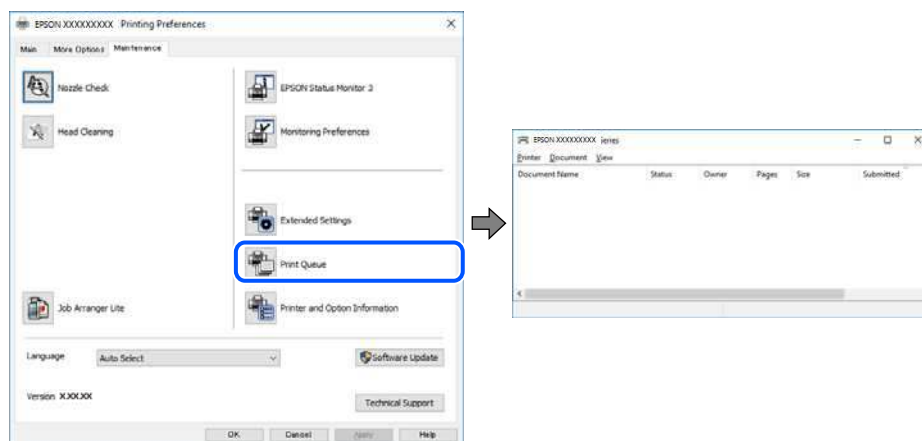 EPSON XXXXXXXXX Printing Preferences
Main More Options Maintenance
Nozzle Check
EPSON Status Monitor 3
Head Cleaning
Monitoring Preferences
Extended Settings
Print Queue
Job Arranger Lite
Printer and Option Information
Language Auto Select Software Update
Version X.XX.XX
Technical Support
OK Cancel Apply Help
EPSON XXXXXXXXX ieries
Printer Document View
Document Name Status Owner Pages Size Submitted